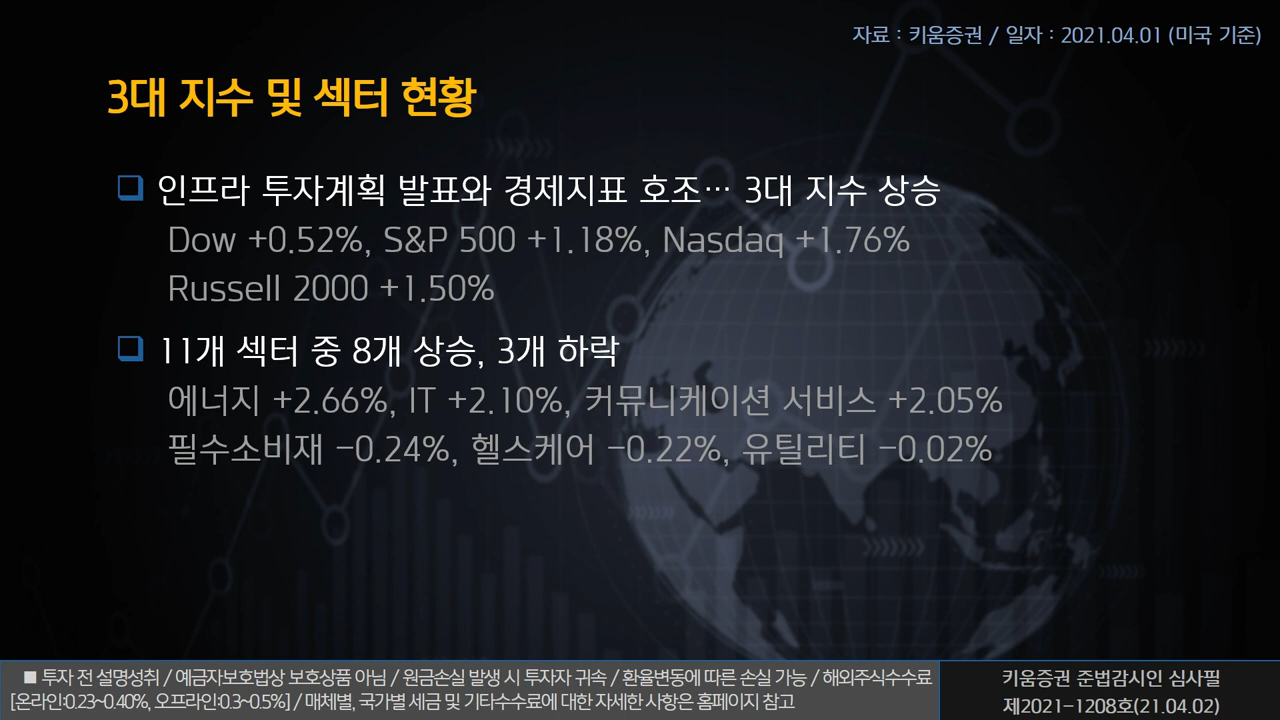 자료 : 키움증권 / 일자 : 2021.04.01 (미국 기준)
3대 지수 및 섹터 현황
❑ 인프라 투자계획 발표와 경제지표 호조… 3대 지수 상승
Dow +0.52%, S&P 500 +1.18%, Nasdaq +1.76%
Russell 2000 +1.50%
❑ 11개 섹터 중 8개 상승, 3개 하락
에너지 +2.66%, IT +2.10%, 커뮤니케이션 서비스 +2.05%
필수소비재 -0.24%, 헬스케어 -0.22%, 유틸리티 -0.02%
■ 투자 전 설명성취 / 예금자보호법상 보호상품 아님 / 원금손실 발생 시 투자자 귀속 / 환율변동에 따른 손실 가능 / 해외주식수수료
[온라인:0.23~0.40%, 오프라인:0.3~0.5%] / 매체별, 국가별 세금 및 기타수수료에 대한 자세한 사항은 홈페이지 참고
키움증권 준법감시인 심사필
제2021-1208호(21.04.02)